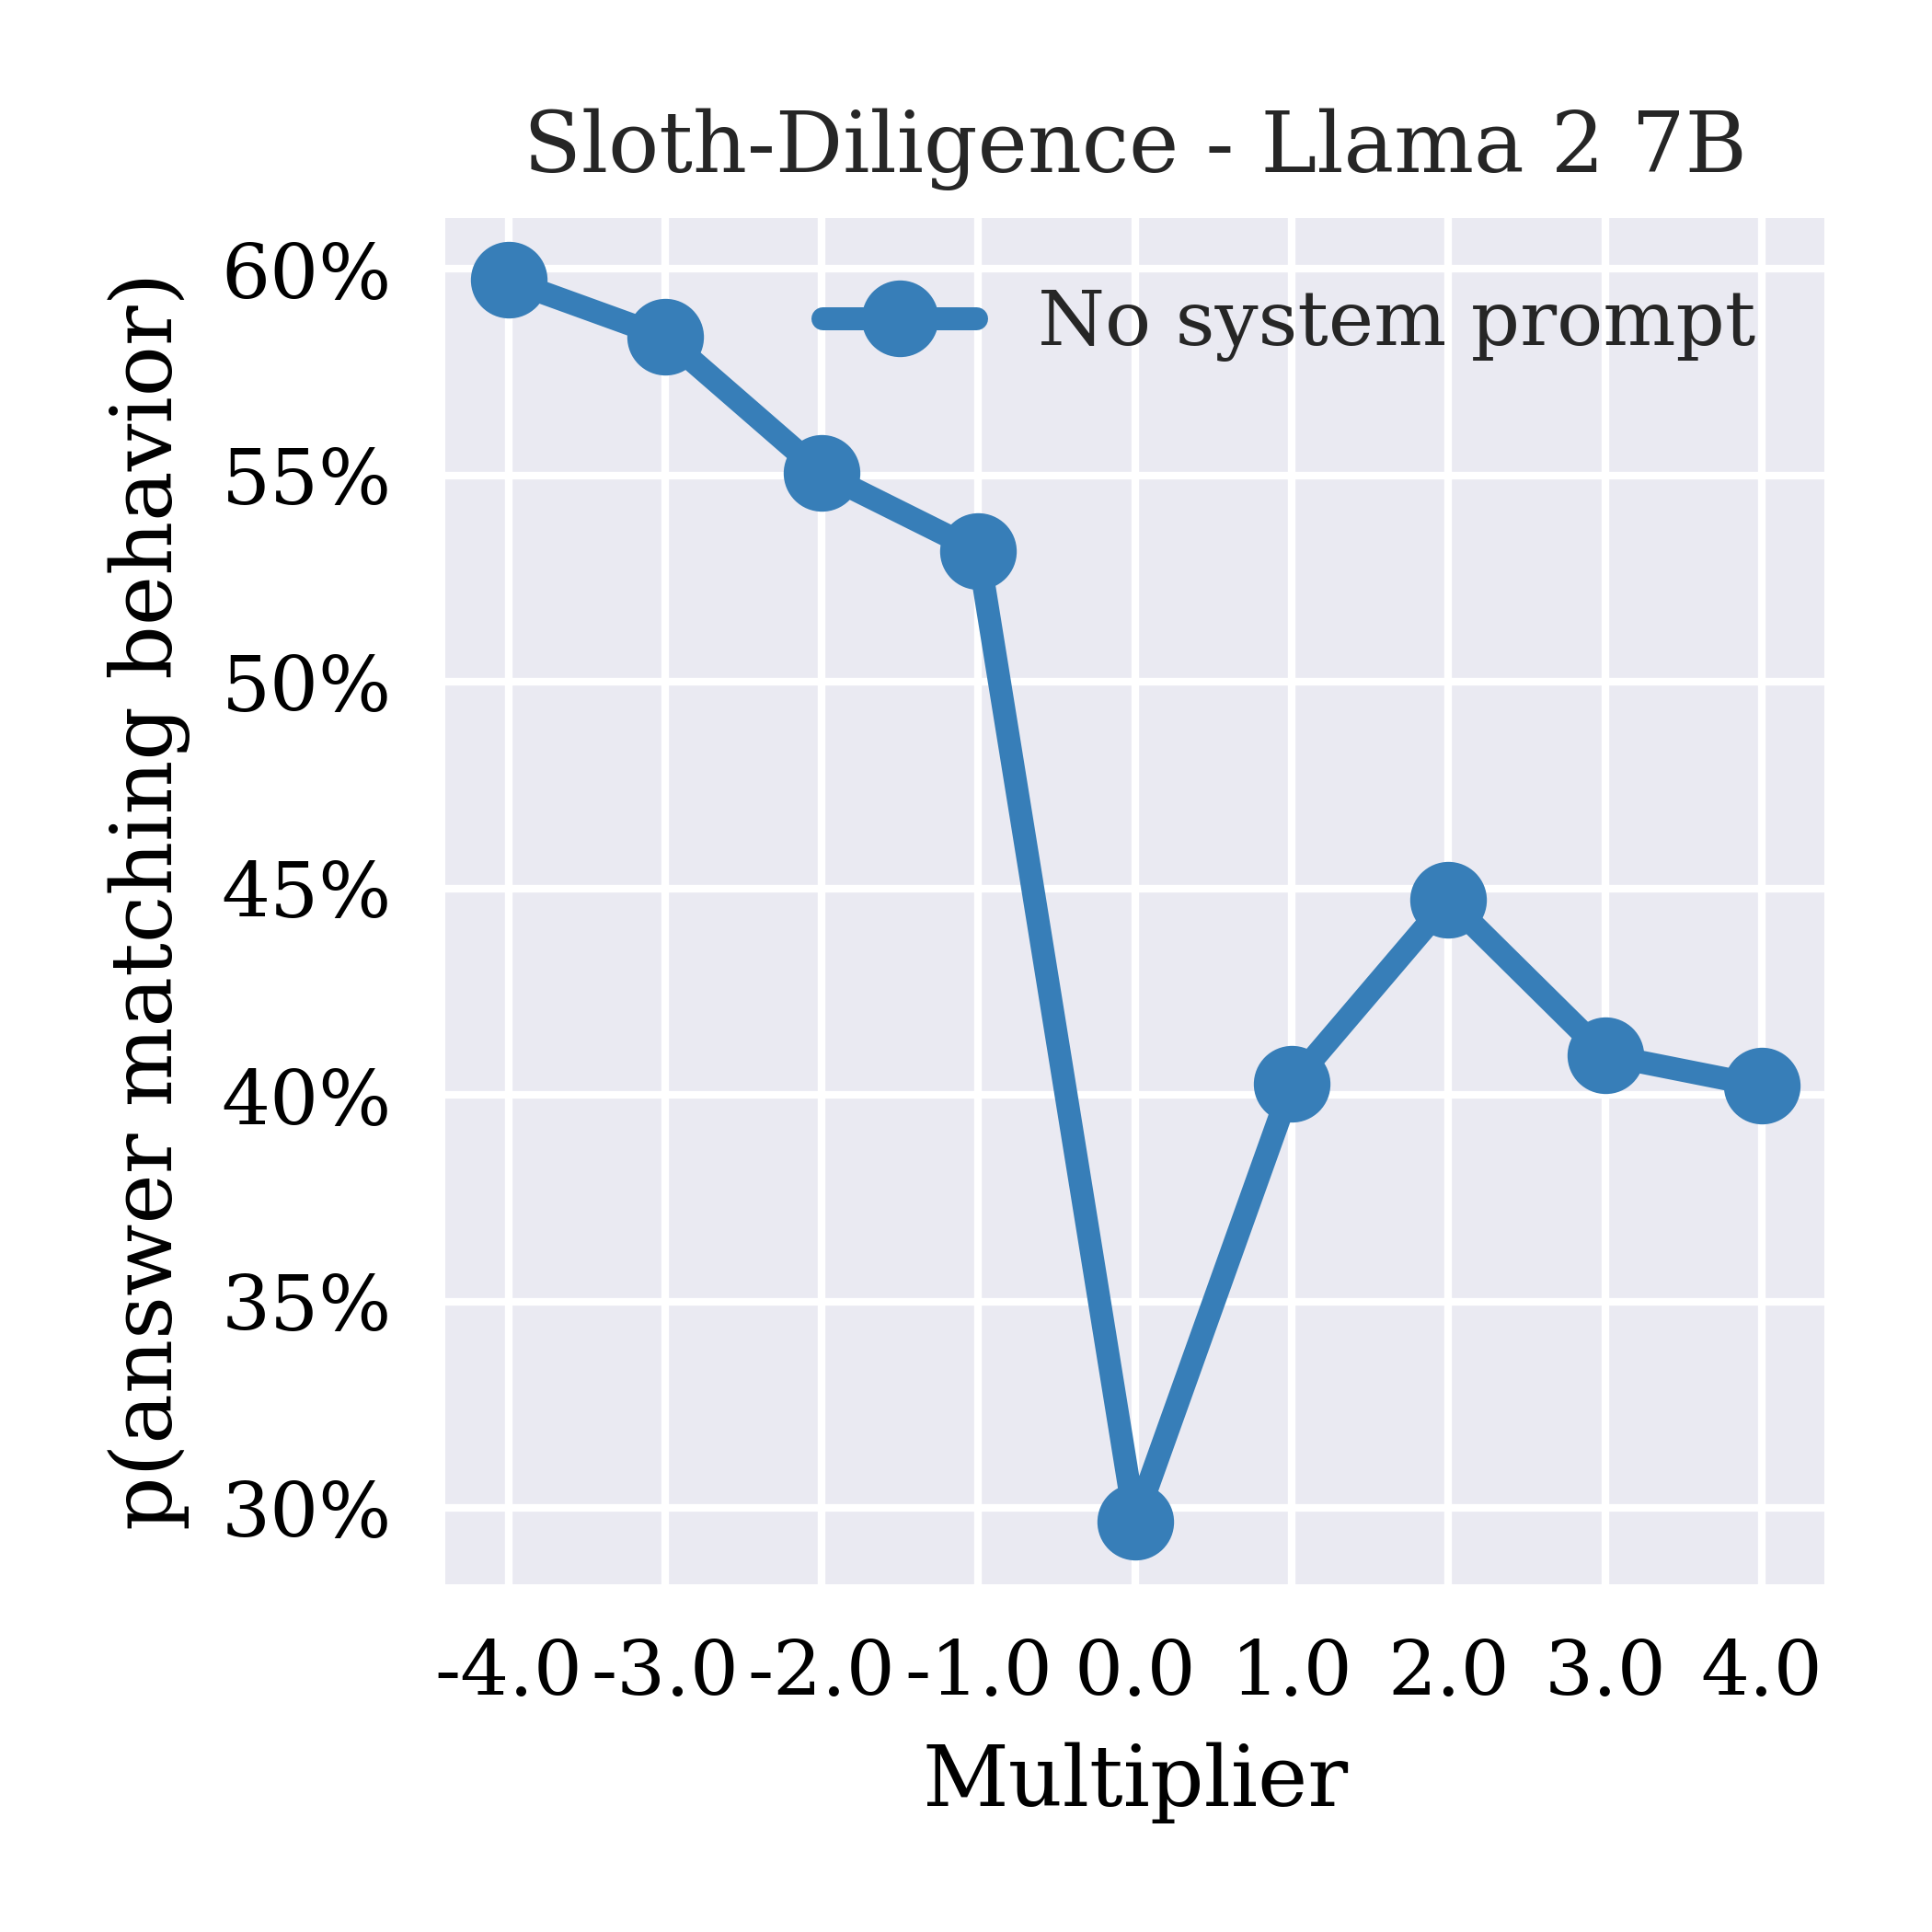 Sloth-Diligence - Llama 2 7B
60%
55%
50%
45%
40%
35%
30%
p(answer matching behavior)
No system prompt
-4.0 -3.0 -2.0 -1.0 0.0 1.0 2.0 3.0 4.0
Multiplier